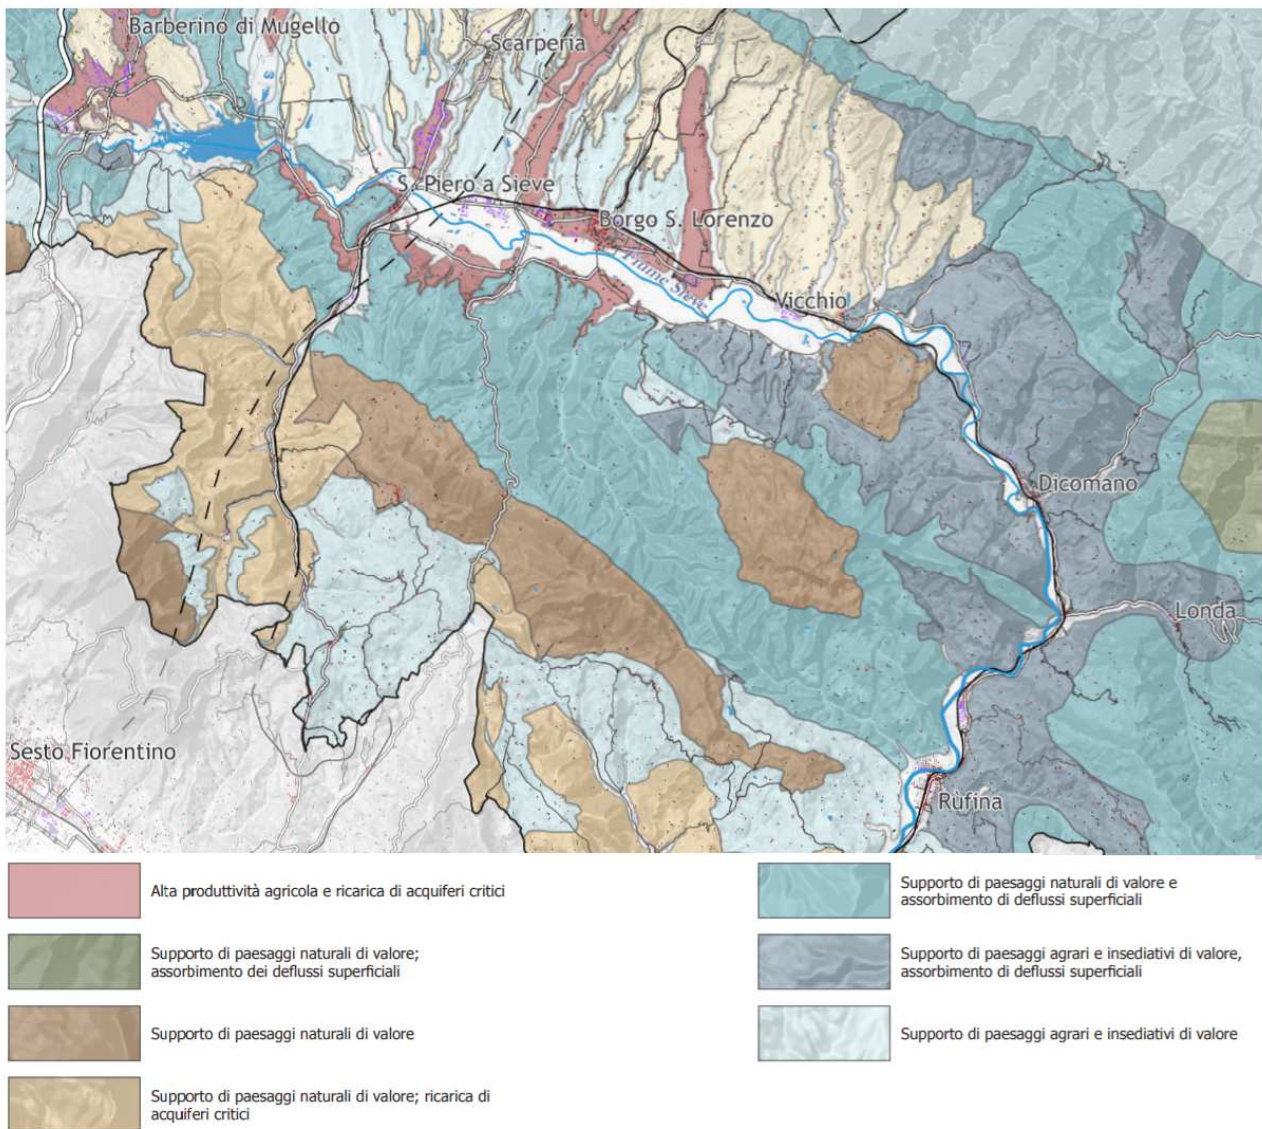 Barberino di Mugello
Scarperia
S. Piero a Sieve
Borgo S. Lorenzo
Fiume Sieve
Vicchio
Dicomano
Londa
Sesto Fiorentino
Rùfina
Alta produttività agricola e ricarica di acquiferi critici
Supporto di paesaggi naturali di valore;
assorbimento dei deflussi superficiali
Supporto di paesaggi naturali di valore
Supporto di paesaggi naturali di valore; ricarica di
acquiferi critici
Supporto di paesaggi naturali di valore e
assorbimento di deflussi superficiali
Supporto di paesaggi agrari e insediativi di valore,
assorbimento di deflussi superficiali
Supporto di paesaggi agrari e insediativi di valore